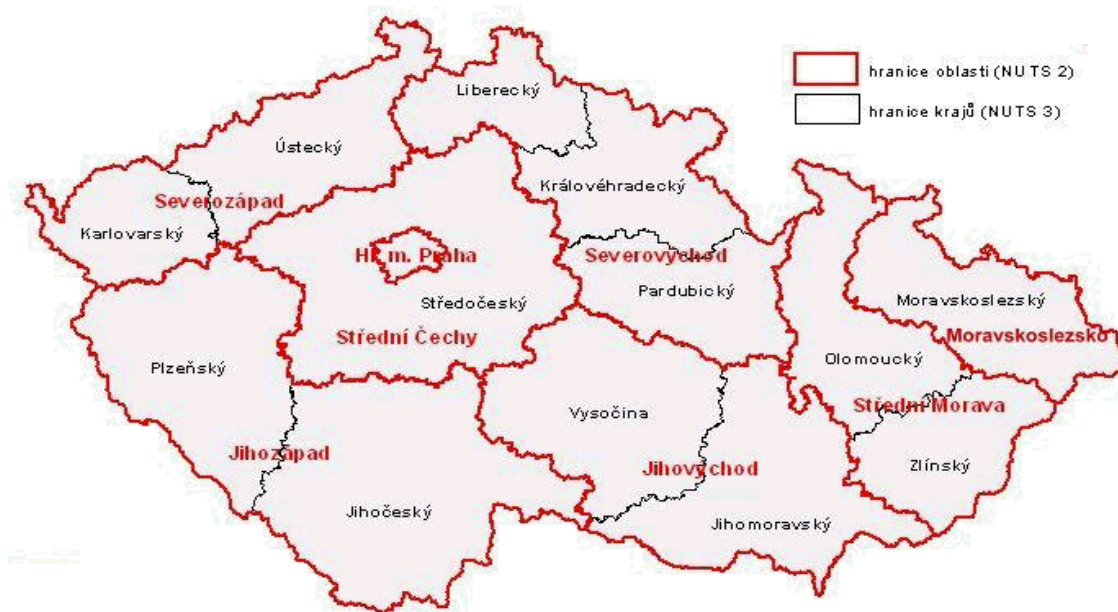 hranice oblastí (NUTS 2)
hranice krajů (NUTS 3)
Liberecký
Ústecký
Královéhradecký
Severozápad
Karlovarský
Hl. m. Praha
Severovýchod
Středočeský
Pardubický
Moravskoslezský
Střední Čechy
Moravskoslezsko
Plzeňský
Olomoucký
Vysočina
Střední Morava
Jihozápad
Jihovýchod
Zlínský
Jihočeský
Jihomoravský